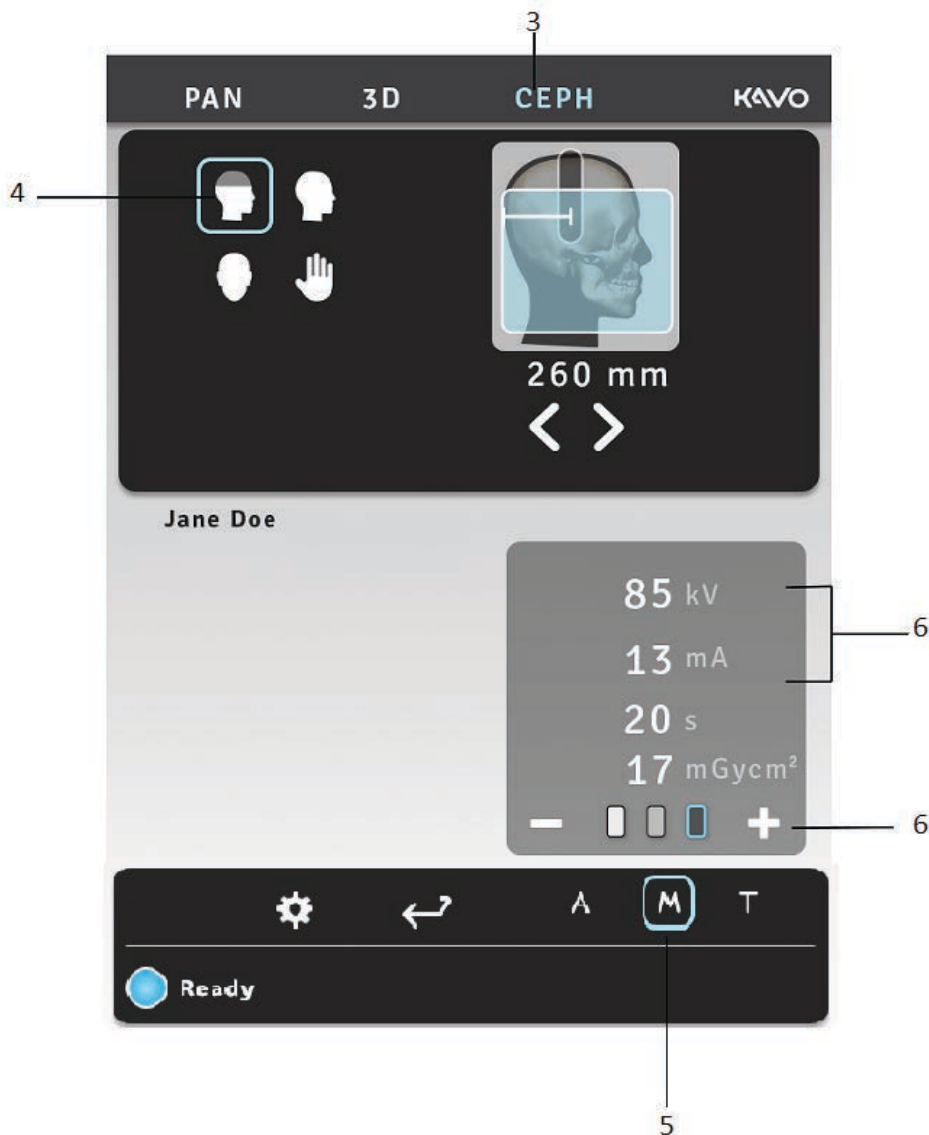 3
PAN 3D CEPH KAVO
4
260 mm
Jane Doe
85 kV
6
13 mA
20 s
17 mGycm²
− +
6
A M T
Ready
5